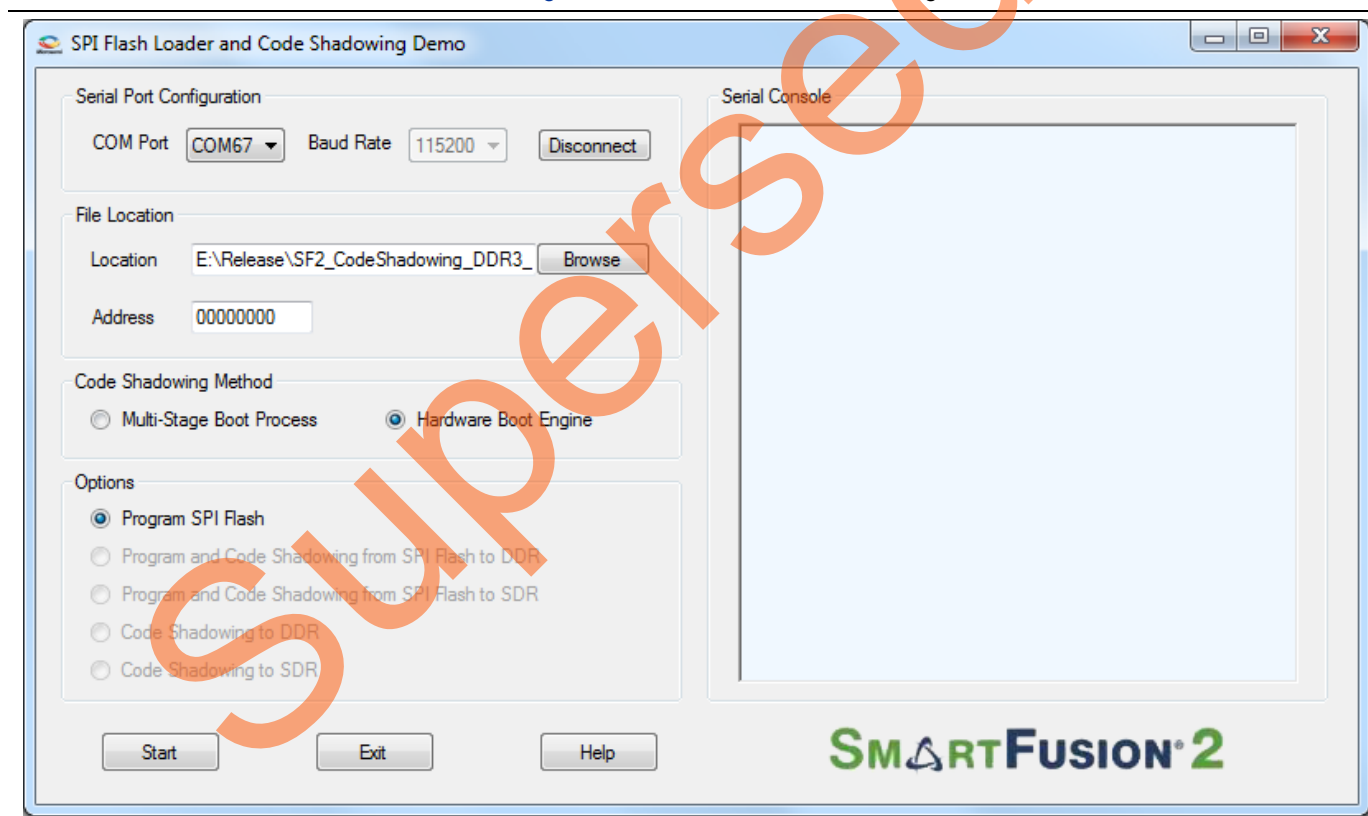 SPI Flash Loader and Code Shadowing Demo
Serial Port Configuration
COM Port COM67 Baud Rate 115200 Disconnect
File Location
Location E:\Release\SF2_CodeShadowing_DDR3_ Browse
Address 00000000
Code Shadowing Method
Multi-Stage Boot Process Hardware Boot Engine
Options
Program SPI Flash
Program and Code Shadowing from SPI Flash to DDR
Program and Code Shadowing from SPI Flash to SDR
Code Shadowing to DDR
Code Shadowing to SDR
Start Exit Help
Serial Console
SMARTFUSION® 2
Supersed